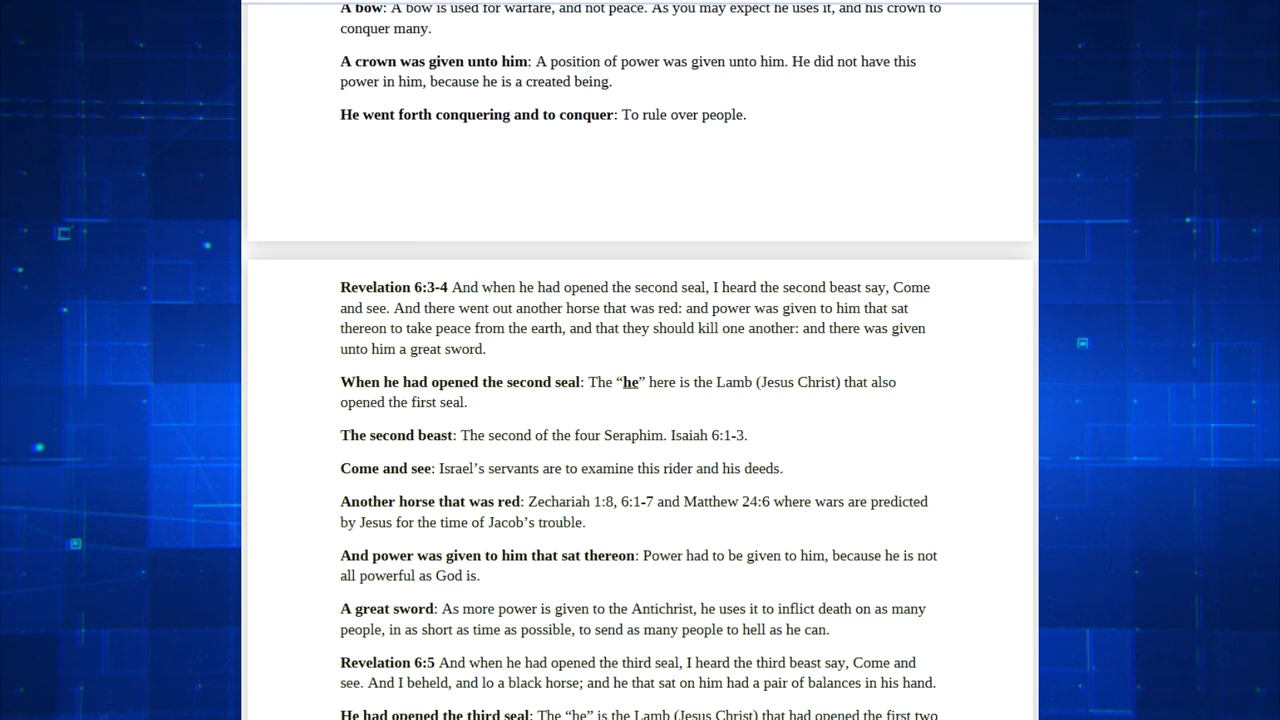 A bow: A bow is used for warfare, and not peace. As you may expect he uses it, and his crown to
conquer many.
A crown was given unto him: A position of power was given unto him. He did not have this
power in him, because he is a created being.
He went forth conquering and to conquer: To rule over people.
Revelation 6:3-4 And when he had opened the second seal, I heard the second beast say, Come
and see. And there went out another horse that was red: and power was given to him that sat
thereon to take peace from the earth, and that they should kill one another: and there was given
unto him a great sword.
When he had opened the second seal: The “he” here is the Lamb (Jesus Christ) that also
opened the first seal.
The second beast: The second of the four Seraphim. Isaiah 6:1-3.
Come and see: Israel’s servants are to examine this rider and his deeds.
Another horse that was red: Zechariah 1:8, 6:1-7 and Matthew 24:6 where wars are predicted
by Jesus for the time of Jacob’s trouble.
And power was given to him that sat thereon: Power had to be given to him, because he is not
all powerful as God is.
A great sword: As more power is given to the Antichrist, he uses it to inflict death on as many
people, in as short as time as possible, to send as many people to hell as he can.
Revelation 6:5 And when he had opened the third seal, I heard the third beast say, Come and
see. And I beheld, and lo a black horse; and he that sat on him had a pair of balances in his hand.
He had opened the third seal: The “he” is the Lamb (Jesus Christ) that had opened the first two